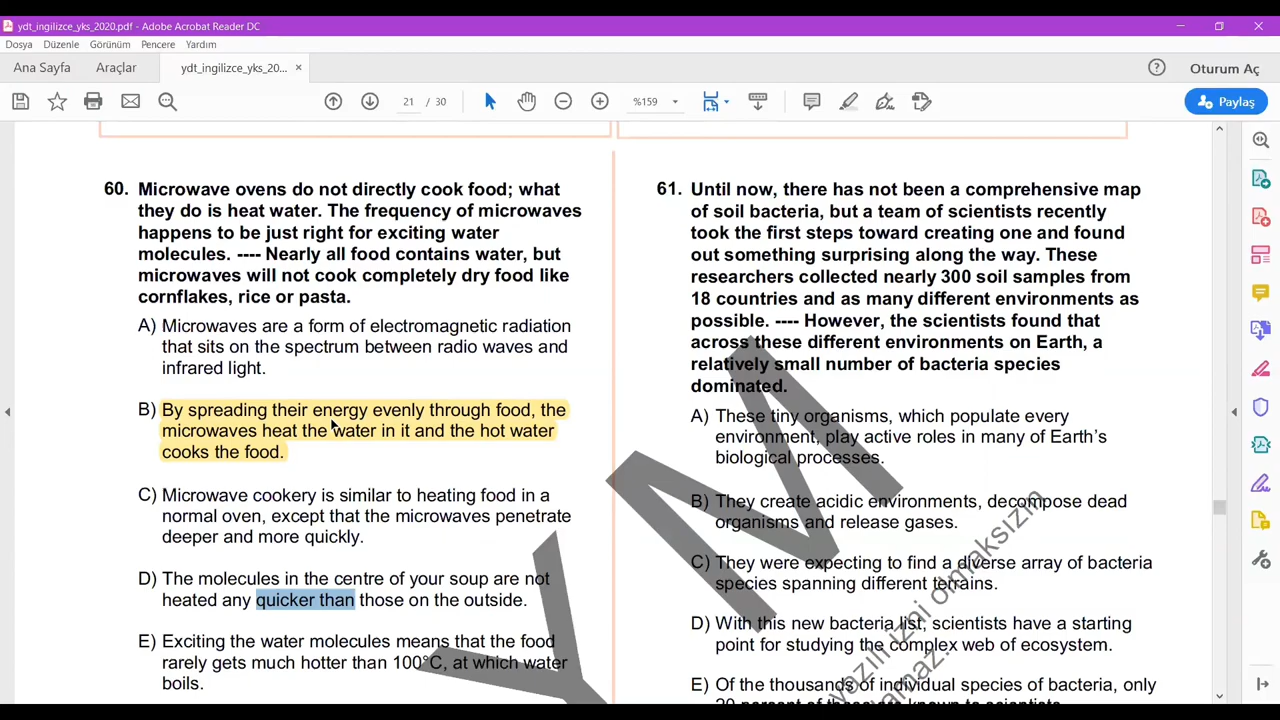 ydt_ingilizce_yks_2020.pdf - Adobe Acrobat Reader DC
Dosya Düzenle Görünüm Pencere Yardım
Ana Sayfa Araçlar ydt_ingilizce_yks_20... × Oturum Aç
21 / 30 %159 Paylaş
60. Microwave ovens do not directly cook food; what
they do is heat water. The frequency of microwaves
happens to be just right for exciting water
molecules. ---- Nearly all food contains water, but
microwaves will not cook completely dry food like
cornflakes, rice or pasta.
A) Microwaves are a form of electromagnetic radiation
that sits on the spectrum between radio waves and
infrared light.
B) By spreading their energy evenly through food, the
microwaves heat the water in it and the hot water
cooks the food.
C) Microwave cookery is similar to heating food in a
normal oven, except that the microwaves penetrate
deeper and more quickly.
D) The molecules in the centre of your soup are not
heated any quicker than those on the outside.
E) Exciting the water molecules means that the food
rarely gets much hotter than 100°C, at which water
boils.
61. Until now, there has not been a comprehensive map
of soil bacteria, but a team of scientists recently
took the first steps toward creating one and found
out something surprising along the way. These
researchers collected nearly 300 soil samples from
18 countries and as many different environments as
possible. ---- However, the scientists found that
across these different environments on Earth, a
relatively small number of bacteria species
dominated.
A) These tiny organisms, which populate every
environment, play active roles in many of Earth's
biological processes.
B) They create acidic environments, decompose dead
organisms and release gases.
C) They were expecting to find a diverse array of bacteria
species spanning different terrains.
D) With this new bacteria list, scientists have a starting
point for studying the complex web of ecosystem.
E) Of the thousands of individual species of bacteria, only
20 percent of these are known to scientists.
Y M
yazılı izni olmaksızın